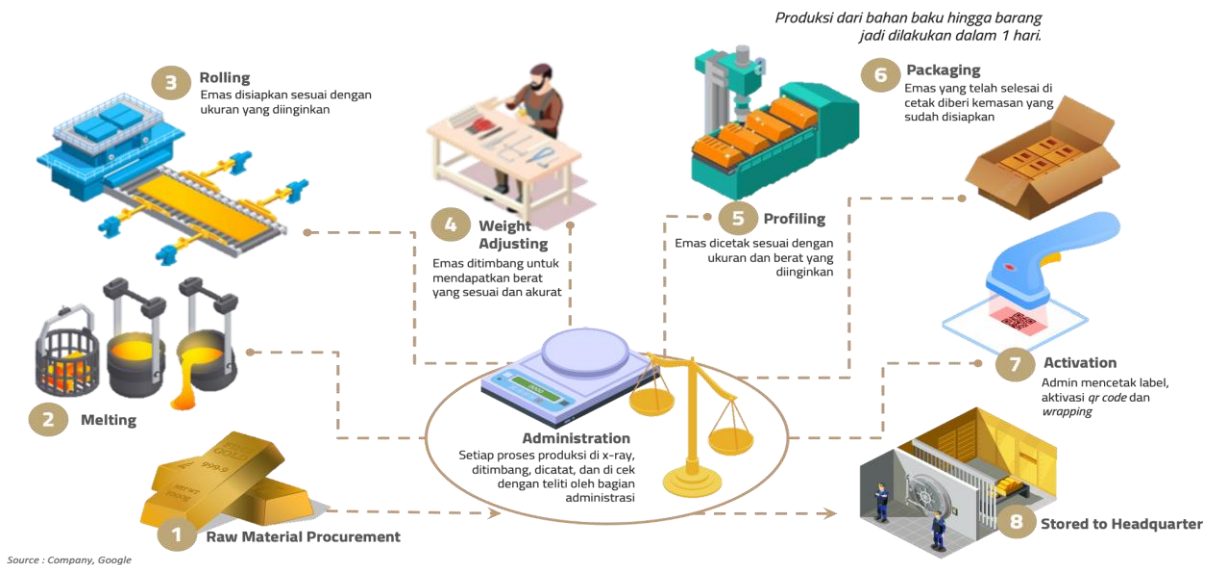 Produksi dari bahan baku hingga barang
jadi dilakukan dalam 1 hari.
3
Rolling
Emas disiapkan sesuai dengan
ukuran yang diinginkan
6
Packaging
Emas yang telah selesai di
cetak diberi kemasan yang
sudah disiapkan
4
Weight
Adjusting
Emas ditimbang untuk
mendapatkan berat
yang sesuai dan akurat
5
Profiling
Emas dicetak sesuai dengan
ukuran dan berat yang
diinginkan
2
Melting
7
Activation
Admin mencetak label,
aktivasi qr code dan
wrapping
Administration
Setiap proses produksi di x-ray,
ditimbang, dicatat, dan di cek
dengan teliti oleh bagian
administrasi
GOLD
999.9
1
Raw Material Procurement
8
Stored to Headquarter
Source : Company, Google